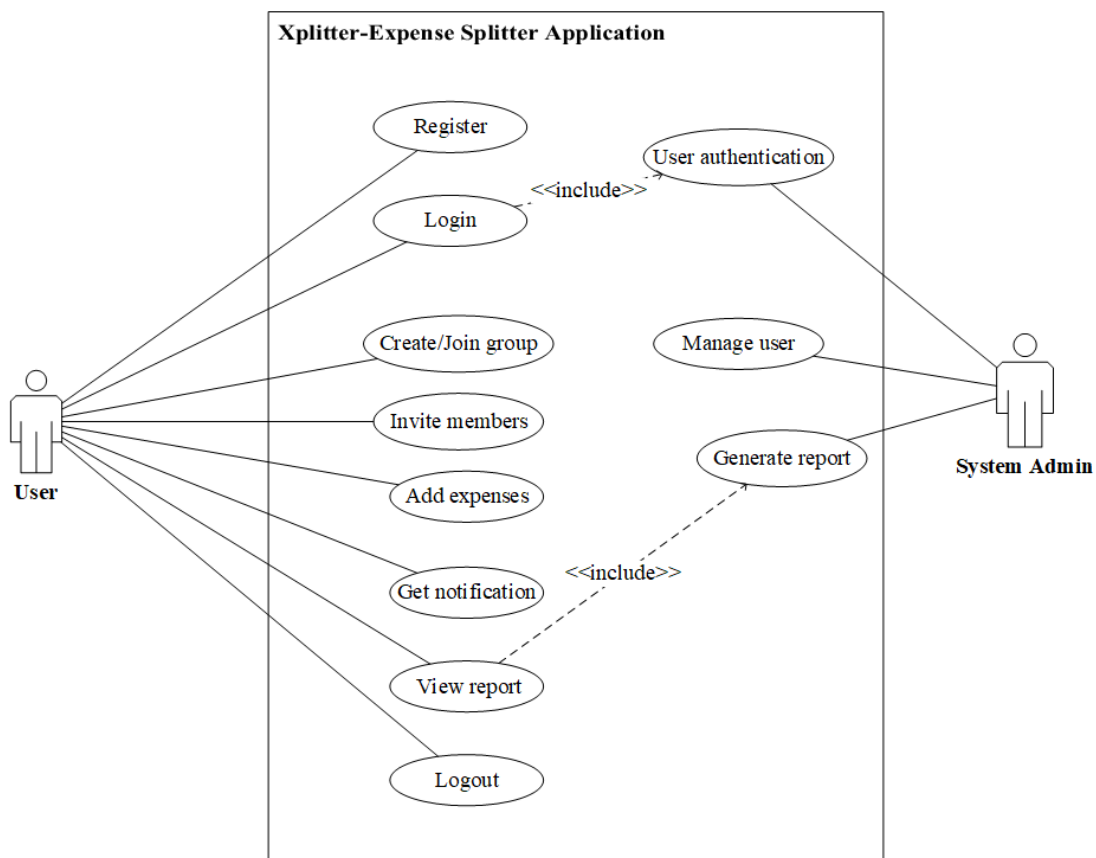 Xplitter-Expense Splitter Application
Register
User authentication
<<include>>
Login
Create/Join group
Manage user
Invite members
Generate report
System Admin
User
Add expenses
<<include>>
Get notification
View report
Logout